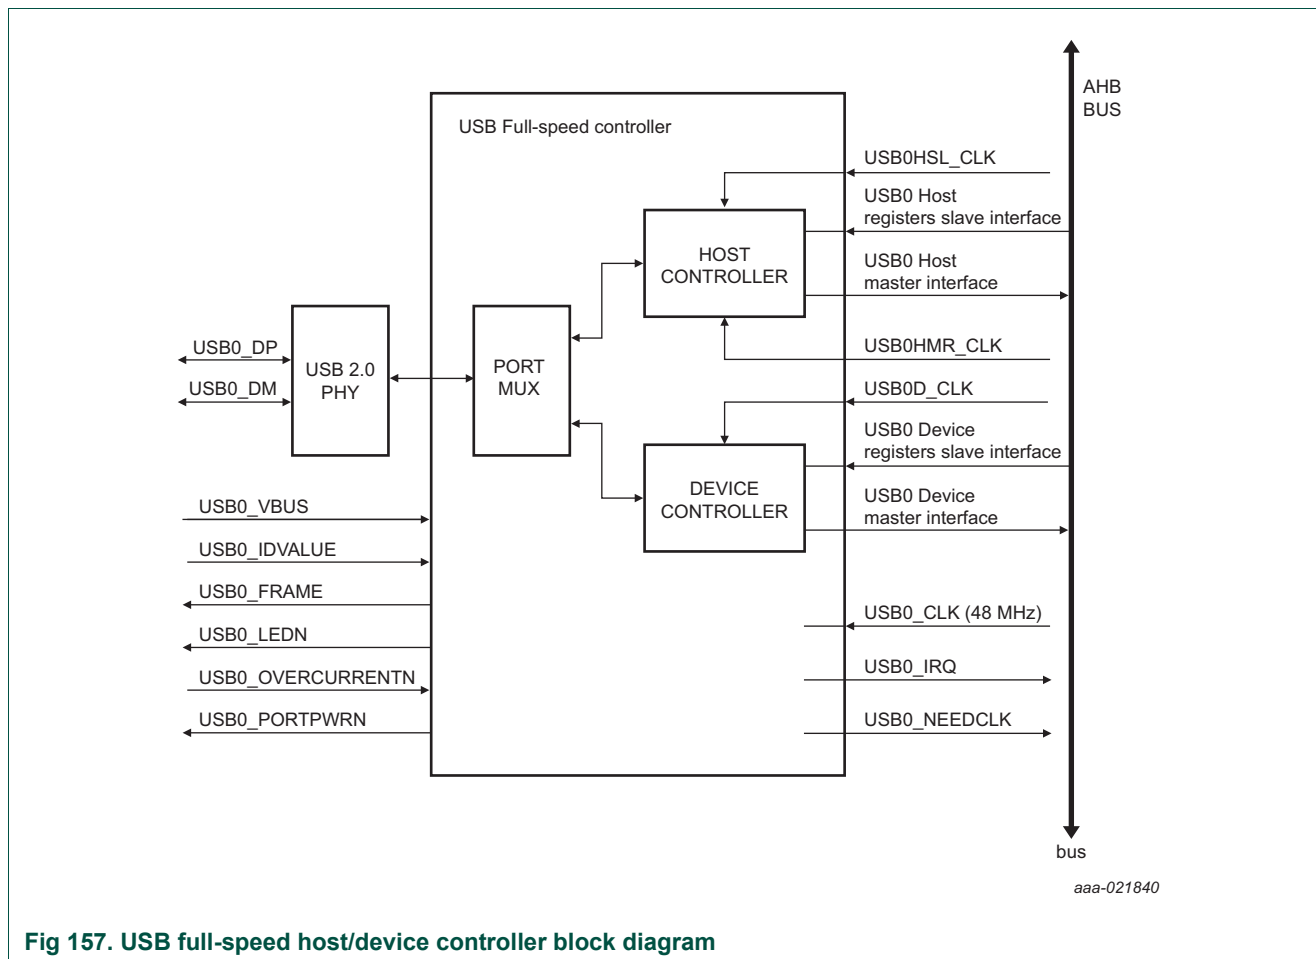 AHB
BUS
USB Full-speed controller
USB0HSL_CLK
USB0 Host
registers slave interface
HOST
CONTROLLER
USB0 Host
master interface
USB0_DP
USB0_DM
USB 2.0
PHY
PORT
MUX
USB0HMR_CLK
USB0D_CLK
USB0 Device
registers slave interface
DEVICE
CONTROLLER
USB0 Device
master interface
USB0_VBUS
USB0_IDVALUE
USB0_FRAME
USB0_LEDN
USB0_OVERCURRENTN
USB0_PORTPWRN
USB0_CLK (48 MHz)
USB0_IRQ
USB0_NEEDCLK
bus
aaa-021840
Fig 157. USB full-speed host/device controller block diagram